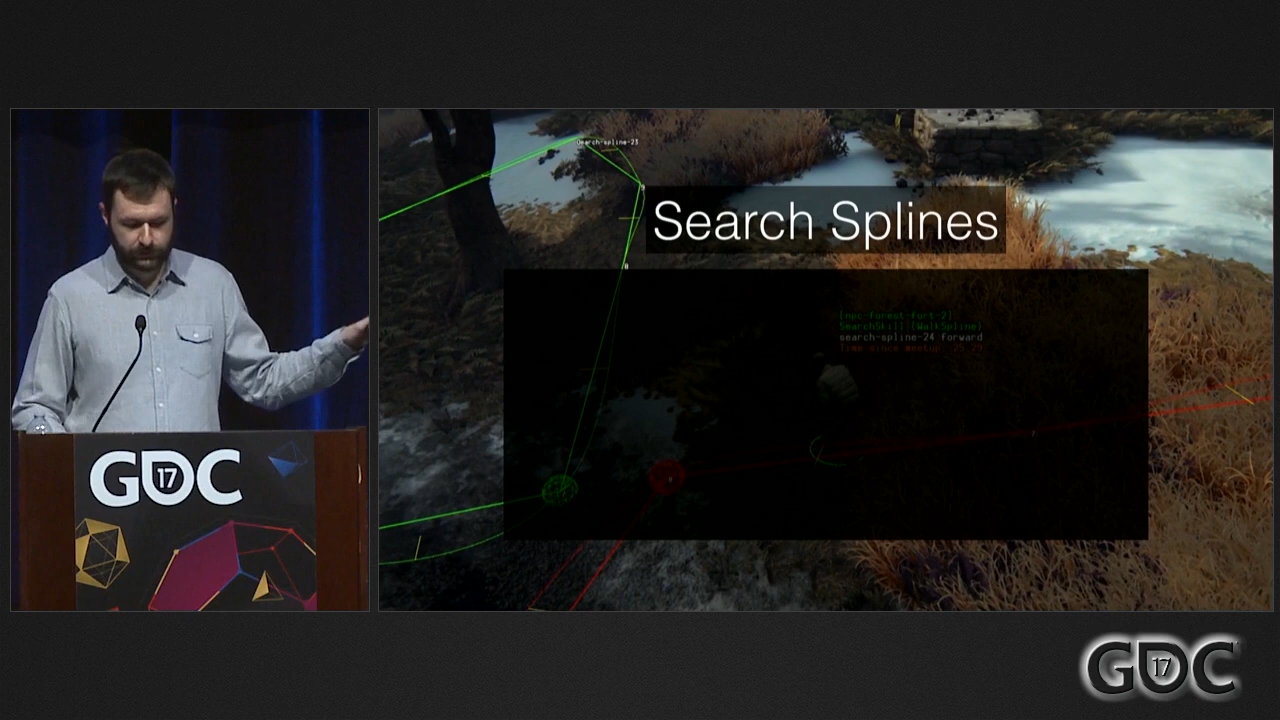 Search-spline-23
Search Splines
[npc-forest-fort-2]
SearchSkill][WalkSpline]
search-spline-24 forward
GDC
17
GDC
17